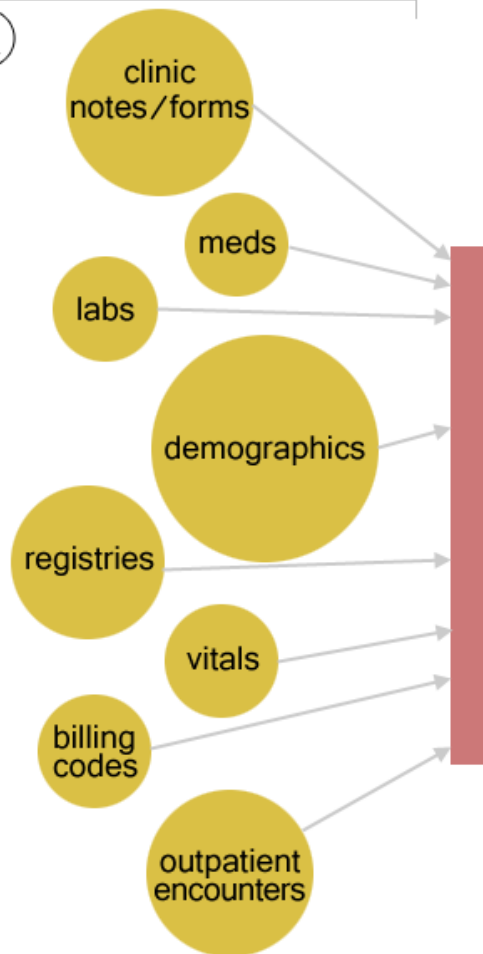 clinic
notes/forms
meds
labs
demographics
registries
vitals
billing
codes
outpatient
encounters